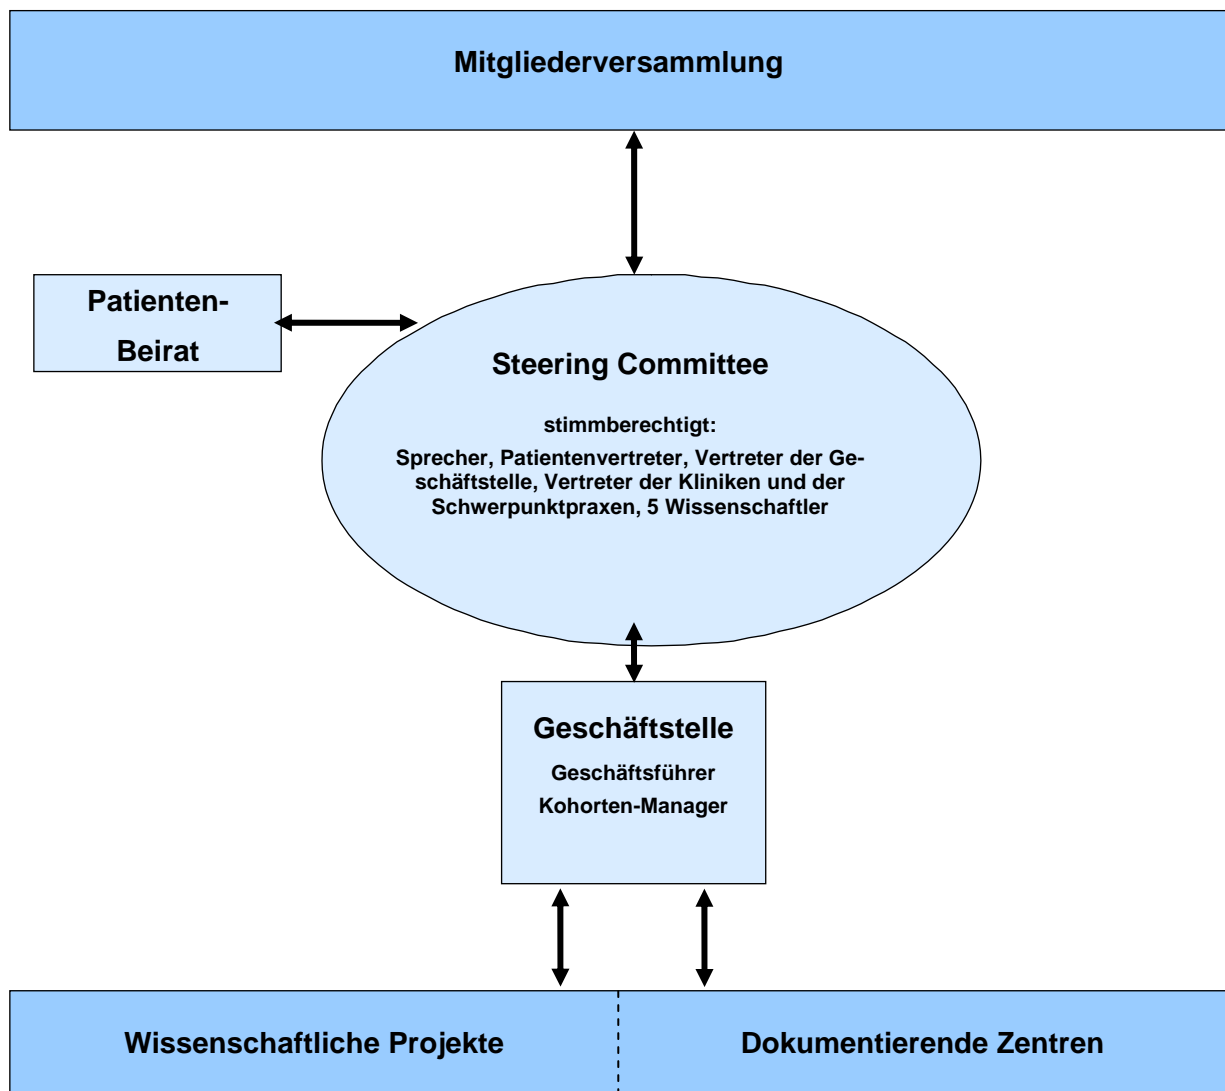 Mitgliederversammlung
Patienten-
Beirat
Steering Committee
stimmberechtigt:
Sprecher, Patientenvertreter, Vertreter der Ge-
schäftstelle, Vertreter der Kliniken und der
Schwerpunktpraxen, 5 Wissenschaftler
Geschäftstelle
Geschäftsführer
Kohorten-Manager
Wissenschaftliche Projekte
Dokumentierende Zentren